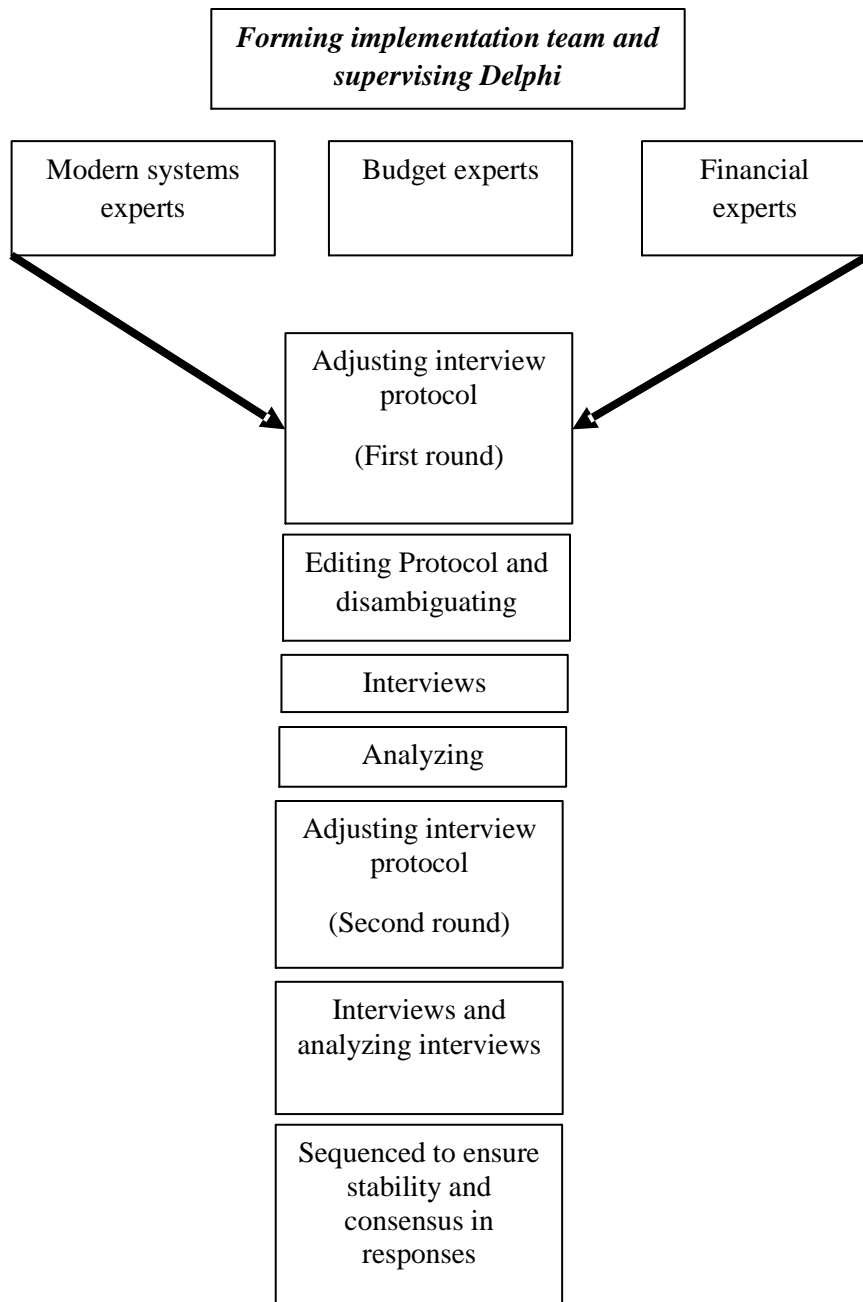 Forming implementation team and
supervising Delphi
Modern systems
experts
Budget experts
Financial
experts
Adjusting interview
protocol
(First round)
Editing Protocol and
disambiguating
Interviews
Analyzing
Adjusting interview
protocol
(Second round)
Interviews and
analyzing interviews
Sequenced to ensure
stability and
consensus in
responses